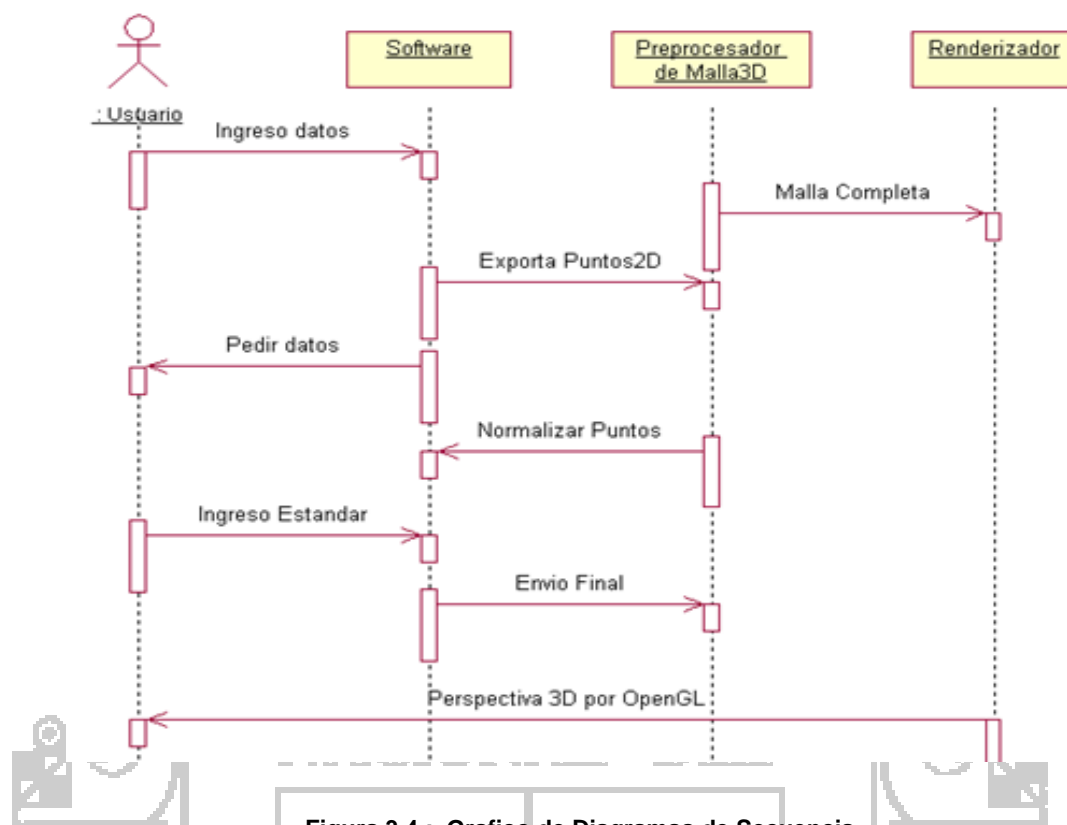 Software
Preprocesador
de Malla3D
Renderizador
: Usuario
Ingreso datos
Malla Completa
Exporta Puntos2D
Pedir datos
Normalizar Puntos
Ingreso Estandar
Envio Final
Perspectiva 3D por OpenGL